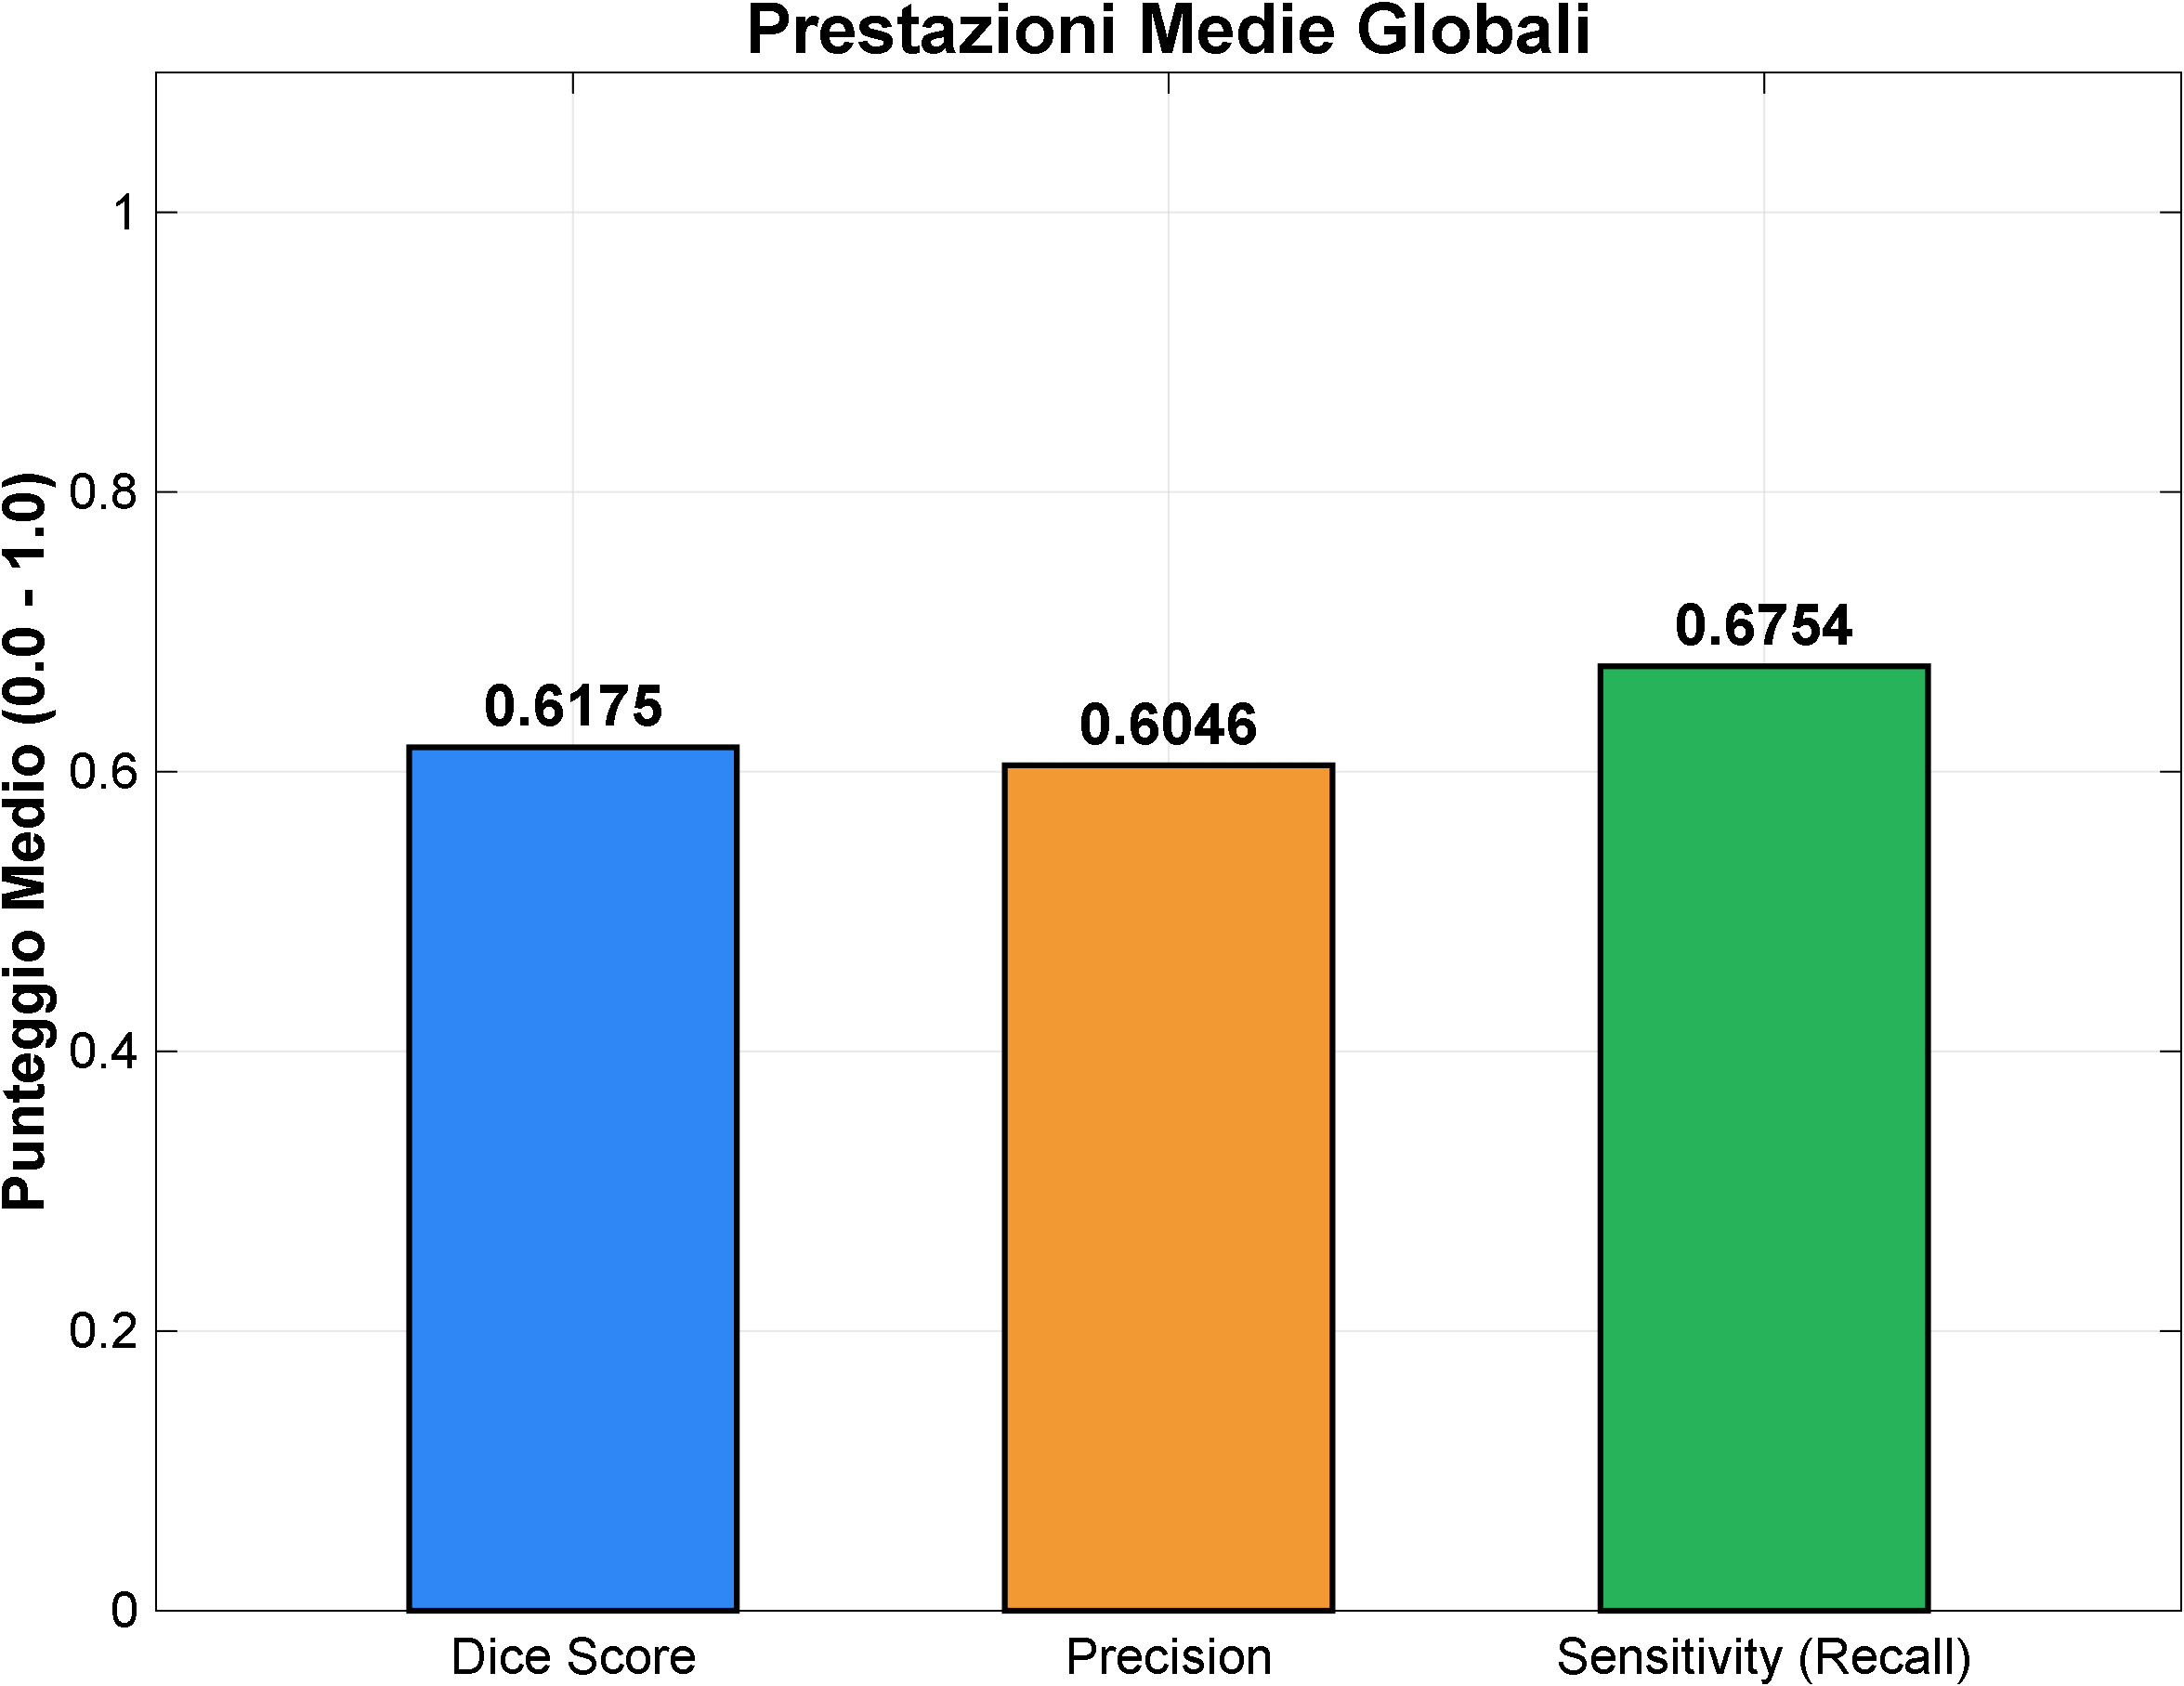 Prestazioni Medie Globali
Punteggio Medio (0.0 - 1.0)
1
0.8
0.6
0.4
0.2
0
0.6175
0.6046
0.6754
Dice Score
Precision
Sensitivity (Recall)